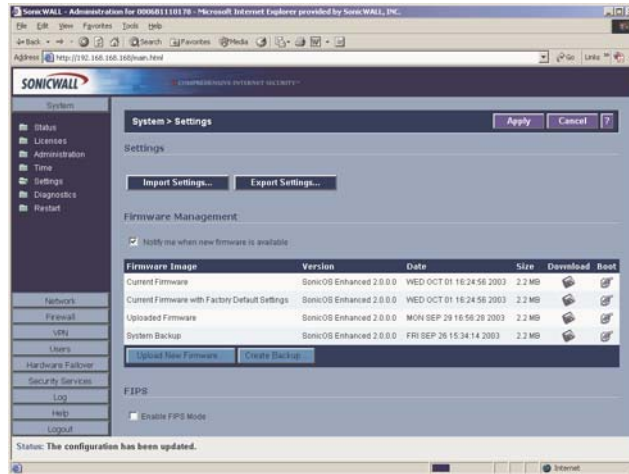 SonicWALL - Administration for 000601110178 - Microsoft Internet Explorer provided by SonicWALL, INC.
File Edit View Favorites Tools Help
Back Search Favorites Media
Address http://192.168.168.168/main.html Go Links
SONICWALL COMPREHENSIVE INTERNET SECURITY™
System
Status
Licenses
Administration
Time
Settings
Diagnostics
Restart
Network
Firewall
VPN
Users
Hardware Failover
Security Services
Log
Help
Logout
System > Settings Apply Cancel ?
Settings
Import Settings... Export Settings...
Firmware Management
Notify me when new firmware is available
Firmware Image Version Date Size Download Boot
Current Firmware SonicOS Enhanced 2.0.0.0 WED OCT 01 16:24:56 2003 2.2 MB
Current Firmware with Factory Default Settings SonicOS Enhanced 2.0.0.0 WED OCT 01 16:24:56 2003 2.2 MB
Uploaded Firmware SonicOS Enhanced 2.0.0.0 MON SEP 29 18:56:28 2003 2.2 MB
System Backup SonicOS Enhanced 2.0.0.0 FRI SEP 26 15:34:14 2003 2.2 MB
Upload New Firmware... Create Backup...
FIPS
Enable FIPS Mode
Status: The configuration has been updated.
Internet